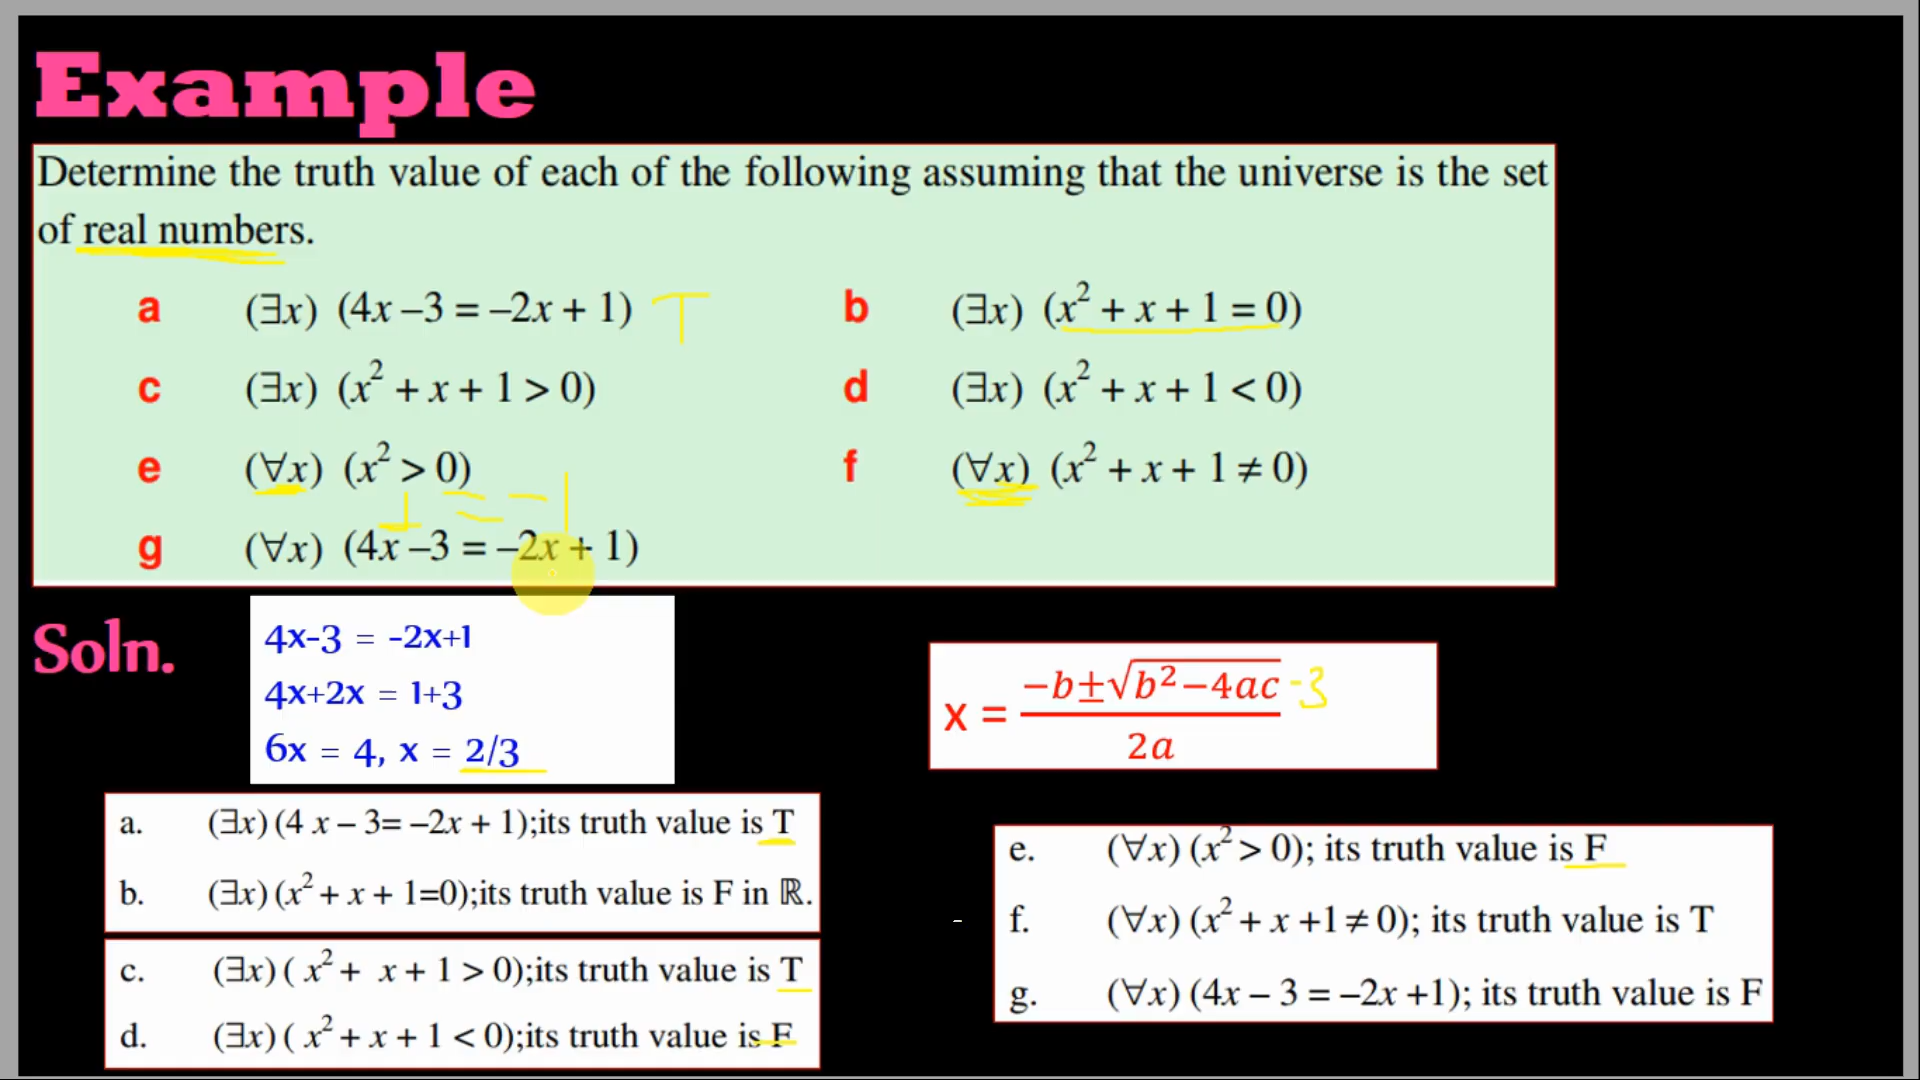 Example
Determine the truth value of each of the following assuming that the universe is the set
of real numbers.
a (∃x) (4x –3 = –2x + 1) T
b (∃x) (x² + x + 1 = 0)
c (∃x) (x² + x + 1 > 0)
d (∃x) (x² + x + 1 < 0)
e (∀x) (x² > 0)
f (∀x) (x² + x + 1 ≠ 0)
1 = -1
g (∀x) (4x –3 = –2x + 1)
Soln.
4x-3 = -2x+1
4x+2x = 1+3
6x = 4, x = 2/3
x = (−b±√(b²−4ac))/2a -3
a. (∃x) (4 x – 3= –2x + 1);its truth value is T
b. (∃x) (x² + x + 1=0);its truth value is F in ℝ.
c. (∃x) ( x² + x + 1 > 0);its truth value is T
d. (∃x) ( x² + x + 1 < 0);its truth value is F
e. (∀x) (x² > 0); its truth value is F
f. (∀x) (x² + x +1 ≠ 0); its truth value is T
g. (∀x) (4x – 3 = –2x +1); its truth value is F